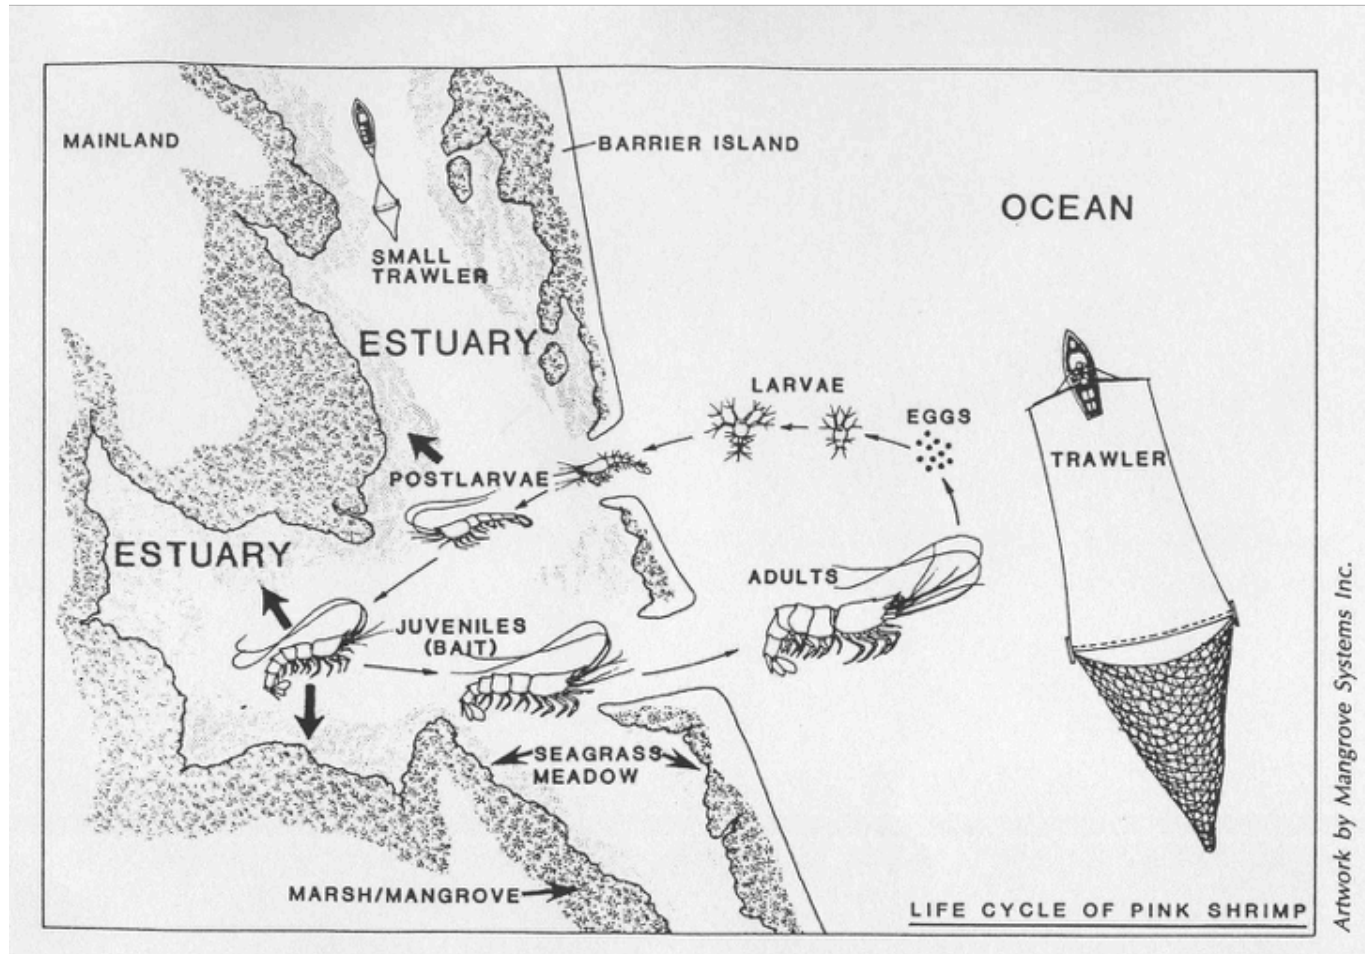 MAINLAND
BARRIER ISLAND
OCEAN
SMALL
TRAWLER
ESTUARY
LARVAE
EGGS
TRAWLER
POSTLARVAE
ESTUARY
ADULTS
JUVENILES
(BAIT)
SEAGRASS
MEADOW
MARSH/MANGROVE
LIFE CYCLE OF PINK SHRIMP
Artwork by Mangrove Systems Inc.